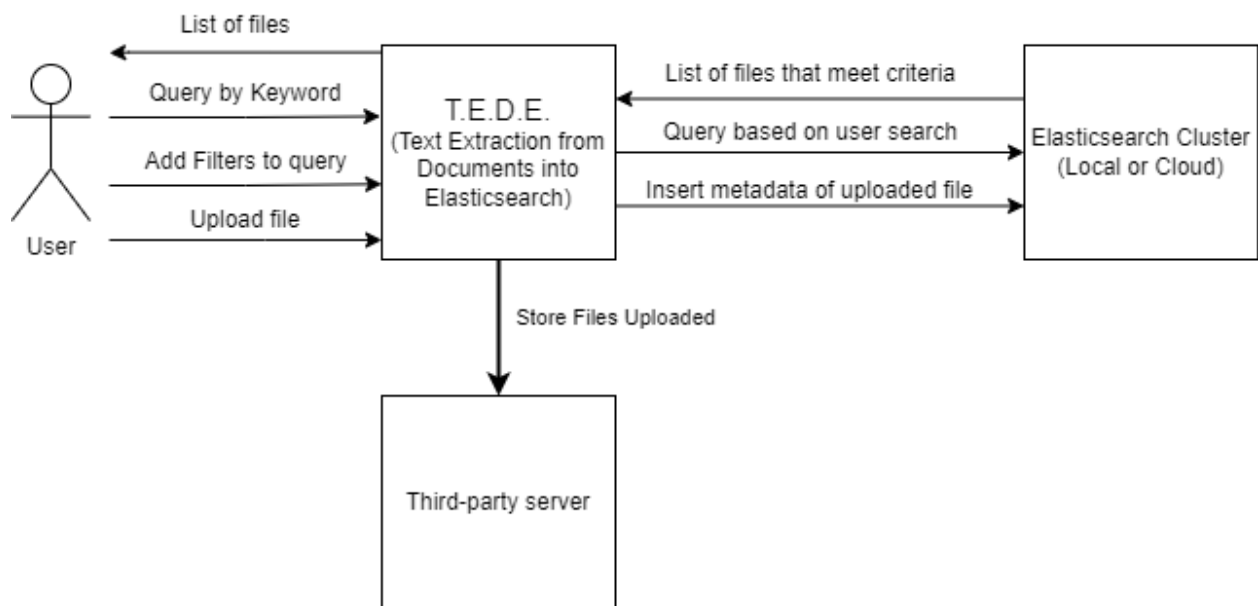 List of files
Query by Keyword
Add Filters to query
Upload file
User
T.E.D.E.
(Text Extraction from
Documents into
Elasticsearch)
List of files that meet criteria
Query based on user search
Insert metadata of uploaded file
Elasticsearch Cluster
(Local or Cloud)
Store Files Uploaded
Third-party server